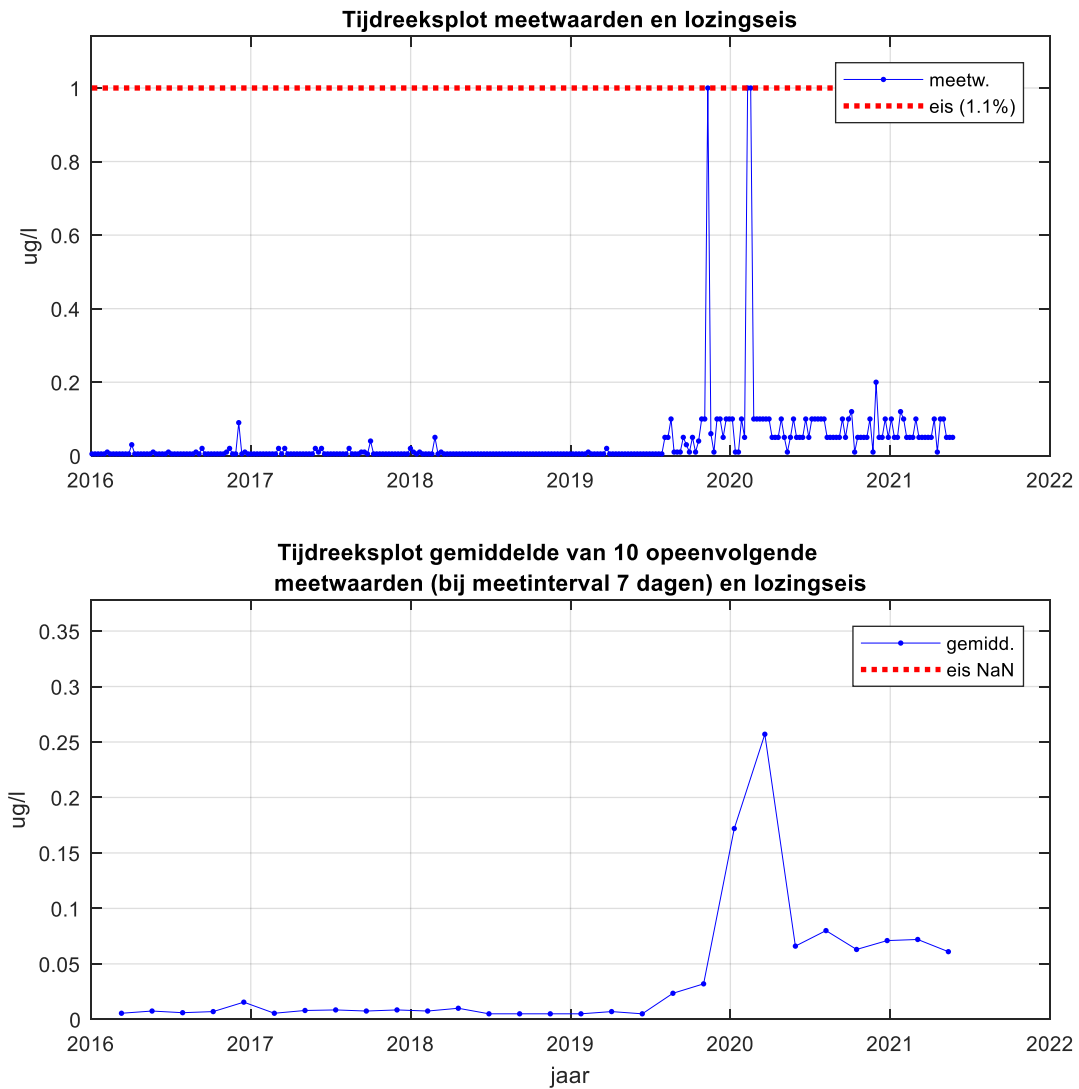 Tijdreeksplot meetwaarden en lozingseis
meetw.
eis (1.1%)
ug/l
1
0.8
0.6
0.4
0.2
0
2016 2017 2018 2019 2020 2021 2022
Tijdreeksplot gemiddelde van 10 opeenvolgende
meetwaarden (bij meetinterval 7 dagen) en lozingseis
gemidd.
eis NaN
ug/l
0.35
0.3
0.25
0.2
0.15
0.1
0.05
0
2016 2017 2018 2019 2020 2021 2022
jaar